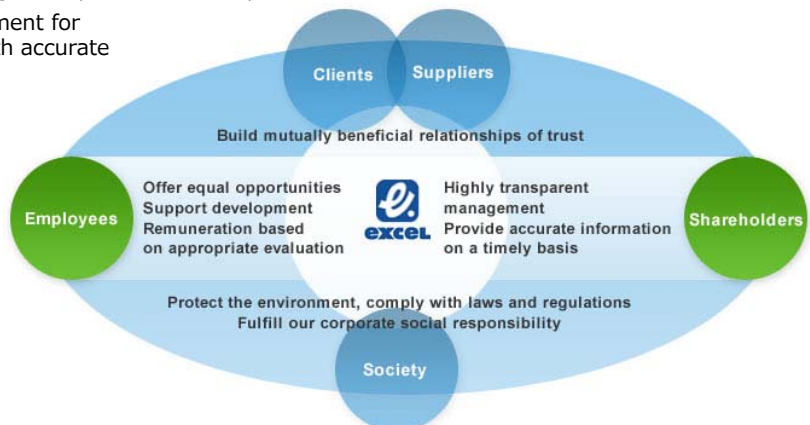 ment for
h accurate
Clients
Suppliers
Build mutually beneficial relationships of trust
Employees
Offer equal opportunities
Support development
Remuneration based
on appropriate evaluation
e.
excel
Highly transparent
management
Provide accurate information
on a timely basis
Shareholders
Protect the environment, comply with laws and regulations
Fulfill our corporate social responsibility
Society